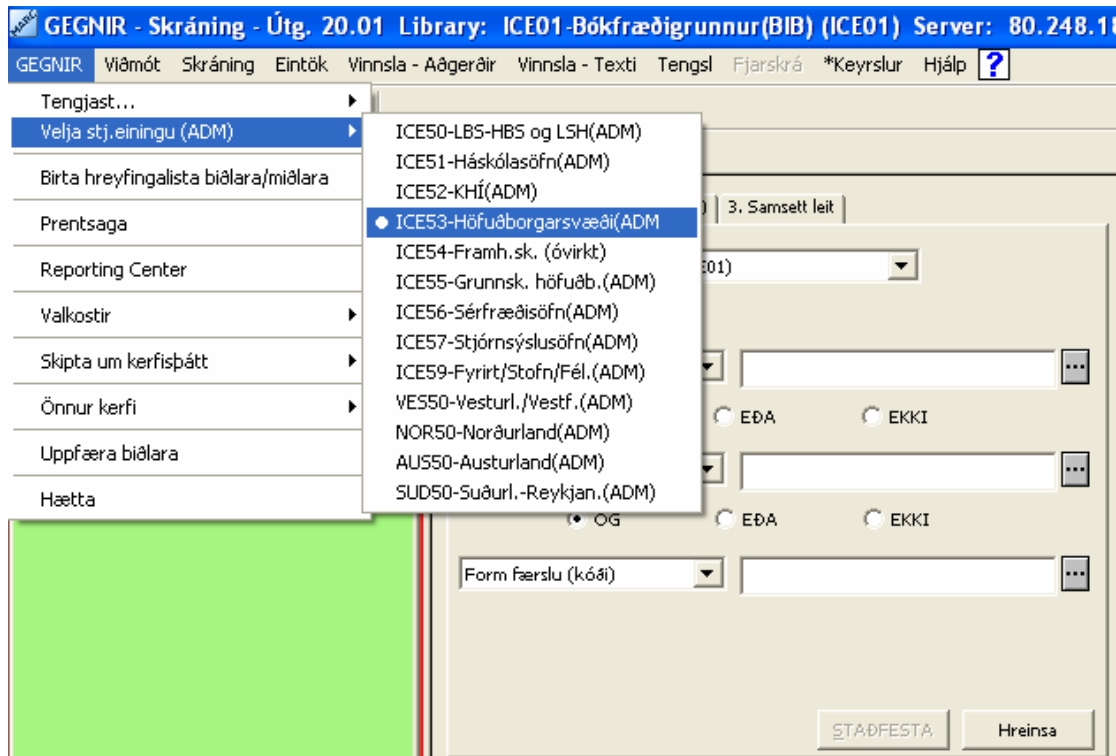 GEGNIR - Skráning - Útg. 20.01 Library: ICE01-Bókfræðigrunnur(BIB) (ICE01) Server: 80.248.18
GEGNIR Viðmót Skráning Eintök Vinnsla - Aðgerðir Vinnsla - Texti Tengsl Fjarskrá *Keyrslur Hjálp ?
Tengjast...
Velja stj.einingu (ADM)
Birta hreyfingalista biðlara/miðlara
Prentsaga
Reporting Center
Valkostir
Skipta um kerfisþátt
Önnur kerfi
Uppfæra biðlara
Hætta
ICE50-LBS-HBS og LSH(ADM)
ICE51-Háskólasöfn(ADM)
ICE52-KHÍ(ADM)
ICE53-Höfuðborgarsvæði(ADM
ICE54-Framh.sk. (óvirkt)
ICE55-Grunnsk. höfuðb.(ADM)
ICE56-Sérfræðisöfn(ADM)
ICE57-Stjórnsýslusöfn(ADM)
ICE59-Fyrirt/Stofn/Fél.(ADM)
VES50-Vesturl./Vestf.(ADM)
NOR50-Norðurland(ADM)
AUS50-Austurland(ADM)
SUD50-Suðurl.-Reykjan.(ADM)
) 3. Samsett leit
E01)
EÐA EKKI
OG EÐA EKKI
Form færslu (kóði)
STAÐFESTA Hreinsa